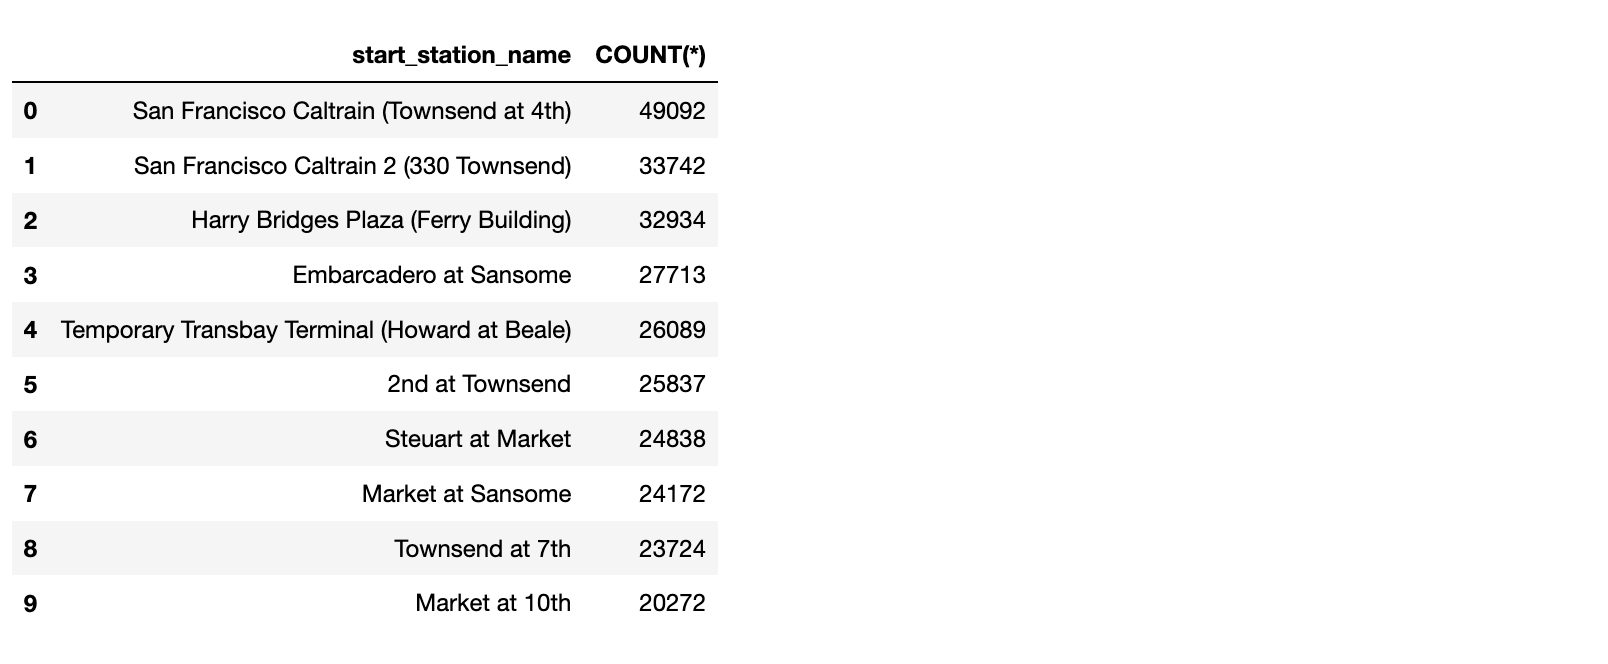 start_station_name COUNT(*)
0 San Francisco Caltrain (Townsend at 4th) 49092
1 San Francisco Caltrain 2 (330 Townsend) 33742
2 Harry Bridges Plaza (Ferry Building) 32934
3 Embarcadero at Sansome 27713
4 Temporary Transbay Terminal (Howard at Beale) 26089
5 2nd at Townsend 25837
6 Steuart at Market 24838
7 Market at Sansome 24172
8 Townsend at 7th 23724
9 Market at 10th 20272